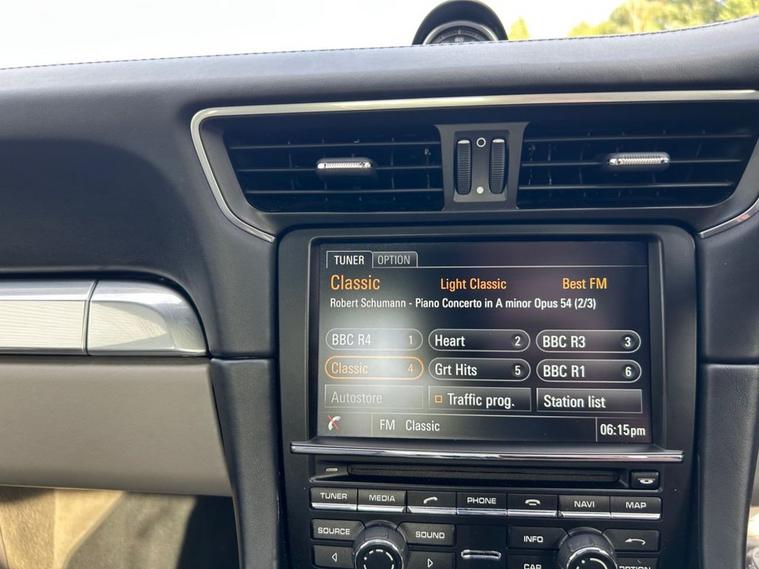 TUNER OPTION
Classic Light Classic Best FM
Robert Schumann - Piano Concerto in A minor Opus 54 (2/3)
BBC R4 1 Heart 2 BBC R3 3
Classic 4 Grt Hits 5 BBC R1 6
Autostore Traffic prog. Station list
FM Classic 06:15pm
TUNER MEDIA PHONE NAVI MAP
SOURCE SOUND INFO
CAR OPTION